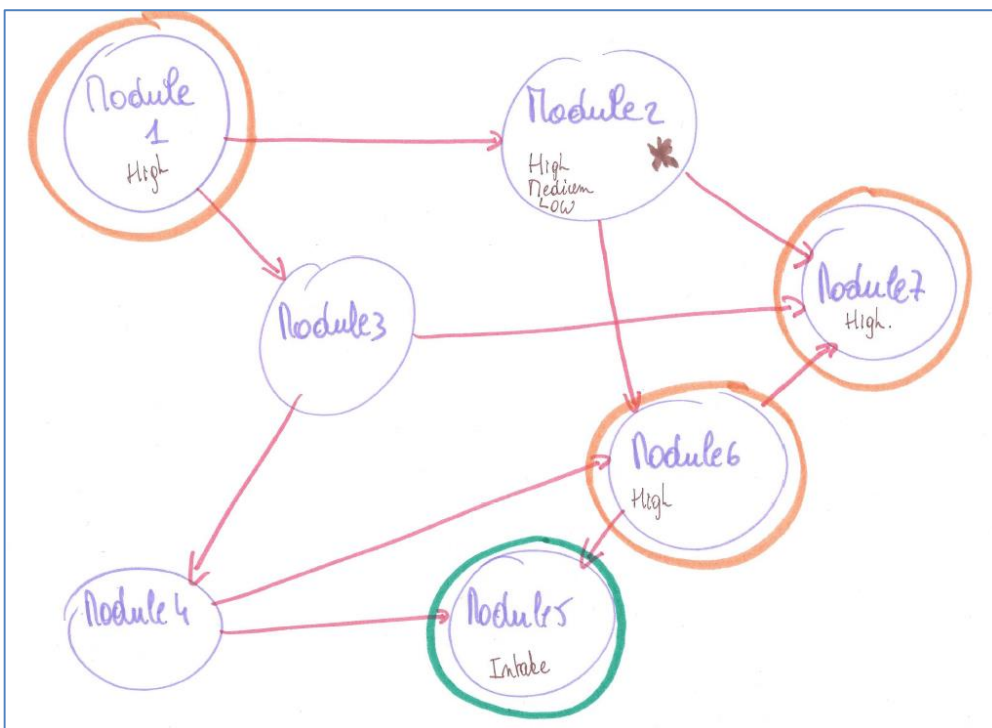 Module
1
High
Module2
High
Medium
Low
Module3
Module7
High.
Module6
High
Module4
Module5
Intake